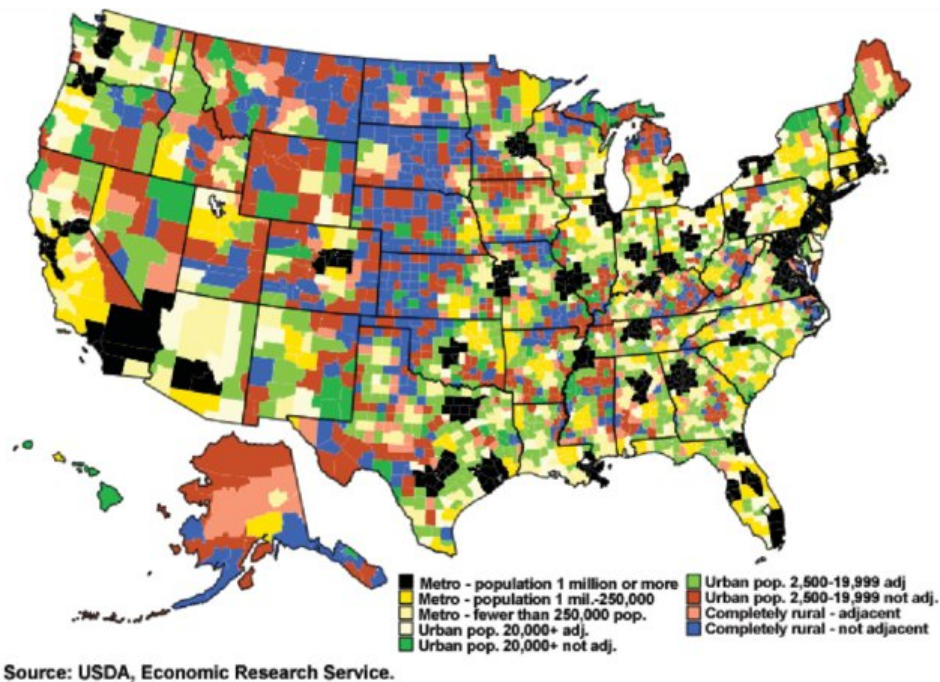 Metro - population 1 million or more
Metro - population 1 mil.-250,000
Metro - fewer than 250,000 pop.
Urban pop. 20,000+ adj.
Urban pop. 20,000+ not adj.
Urban pop. 2,500-19,999 adj
Urban pop. 2,500-19,999 not adj.
Completely rural - adjacent
Completely rural - not adjacent
Source: USDA, Economic Research Service.